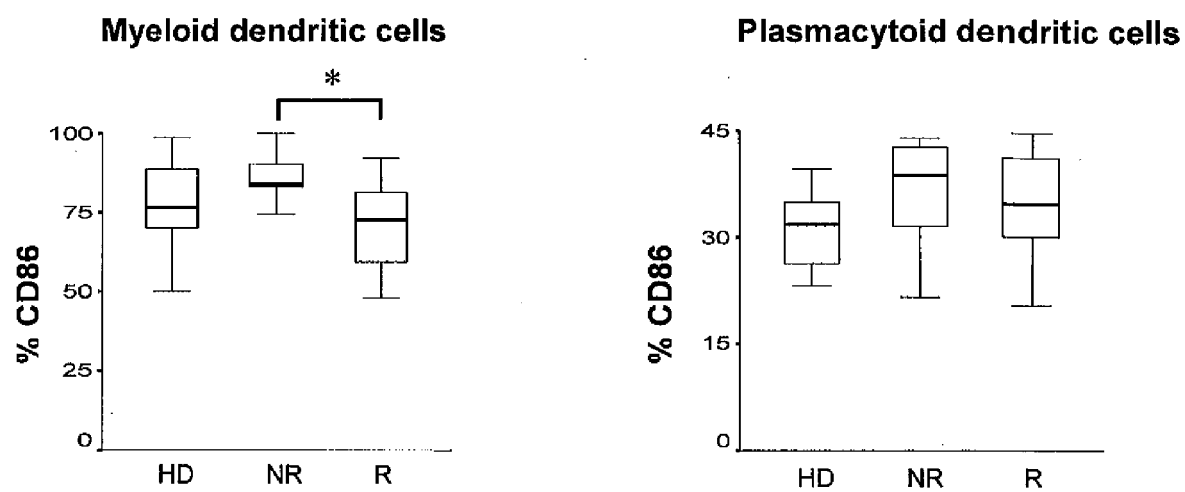 Myeloid dendritic cells
*
% CD86
100
75
50
25
0
HD NR R
Plasmacytoid dendritic cells
% CD86
45
30
15
0
HD NR R